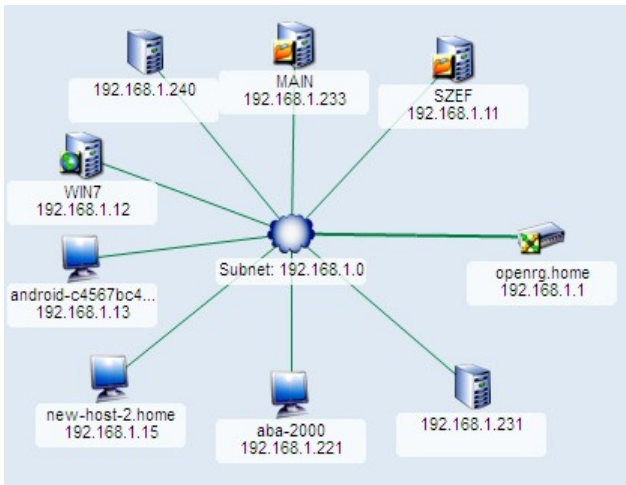 192.168.1.240
MAIN
192.168.1.233
SZEF
192.168.1.11
WIN7
192.168.1.12
Subnet: 192.168.1.0
openrg.home
192.168.1.1
android-c4567bc4...
192.168.1.13
new-host-2.home
192.168.1.15
aba-2000
192.168.1.221
192.168.1.231